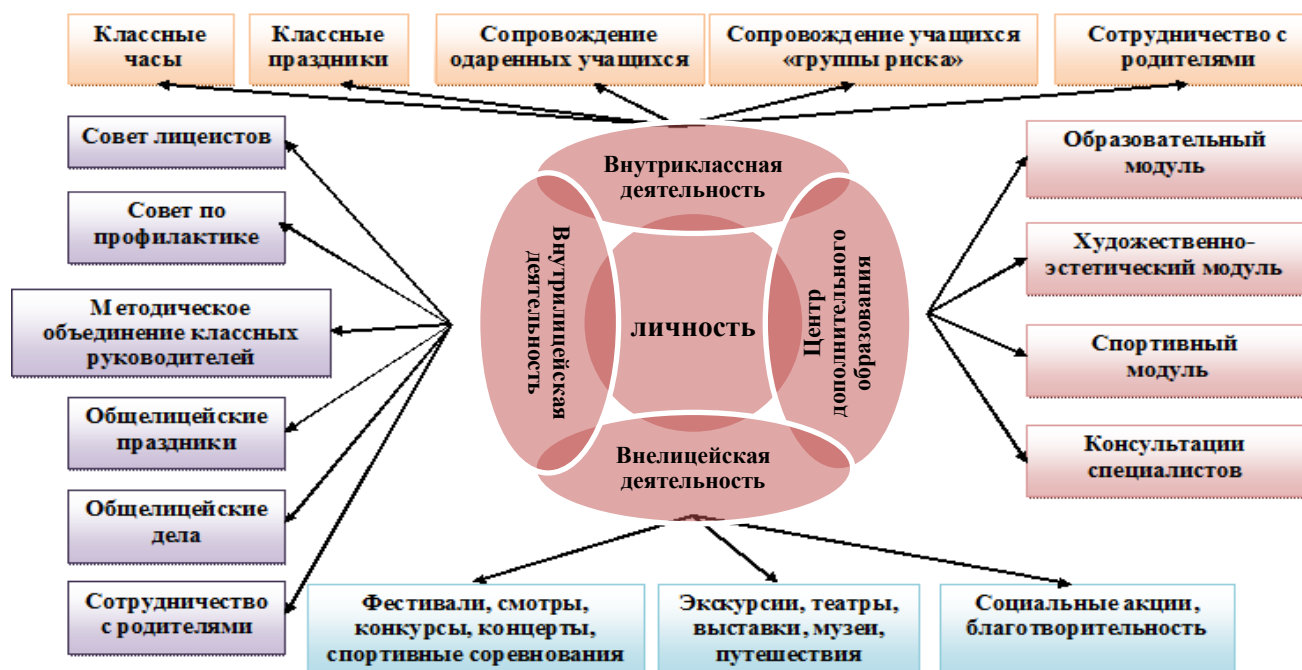 Классные
часы
Классные
праздники
Сопровождение
одаренных учащихся
Сопровождение учащихся
«группы риска»
Сотрудничество с
родителями
Совет лицеистов
Совет по
профилактике
Методическое
объединение классных
руководителей
Общелицейские
праздники
Общелицейские
дела
Сотрудничество
с родителями
Внутриклассная
деятельность
Внутрилицейская
деятельность
личность
Центр
дополнительного
образования
Внелицейская
деятельность
Образовательный
модуль
Художественно-
эстетический модуль
Спортивный
модуль
Консультации
специалистов
Фестивали, смотры,
конкурсы, концерты,
спортивные соревнования
Экскурсии, театры,
выставки, музеи,
путешествия
Социальные акции,
благотворительность